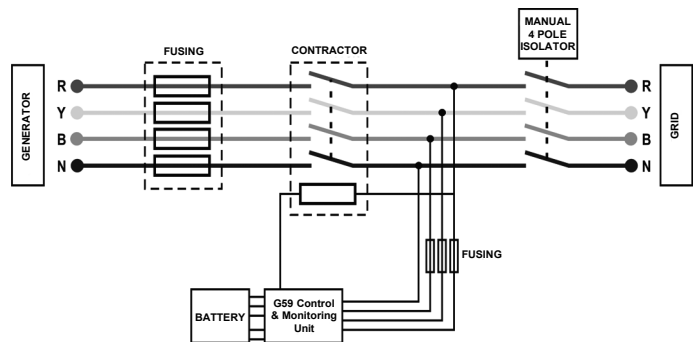 MANUAL
4 POLE
ISOLATOR
FUSING
CONTRACTOR
GENERATOR
R
Y
B
N
R
Y
B
N
GRID
FUSING
BATTERY
G59 Control
& Monitoring
Unit